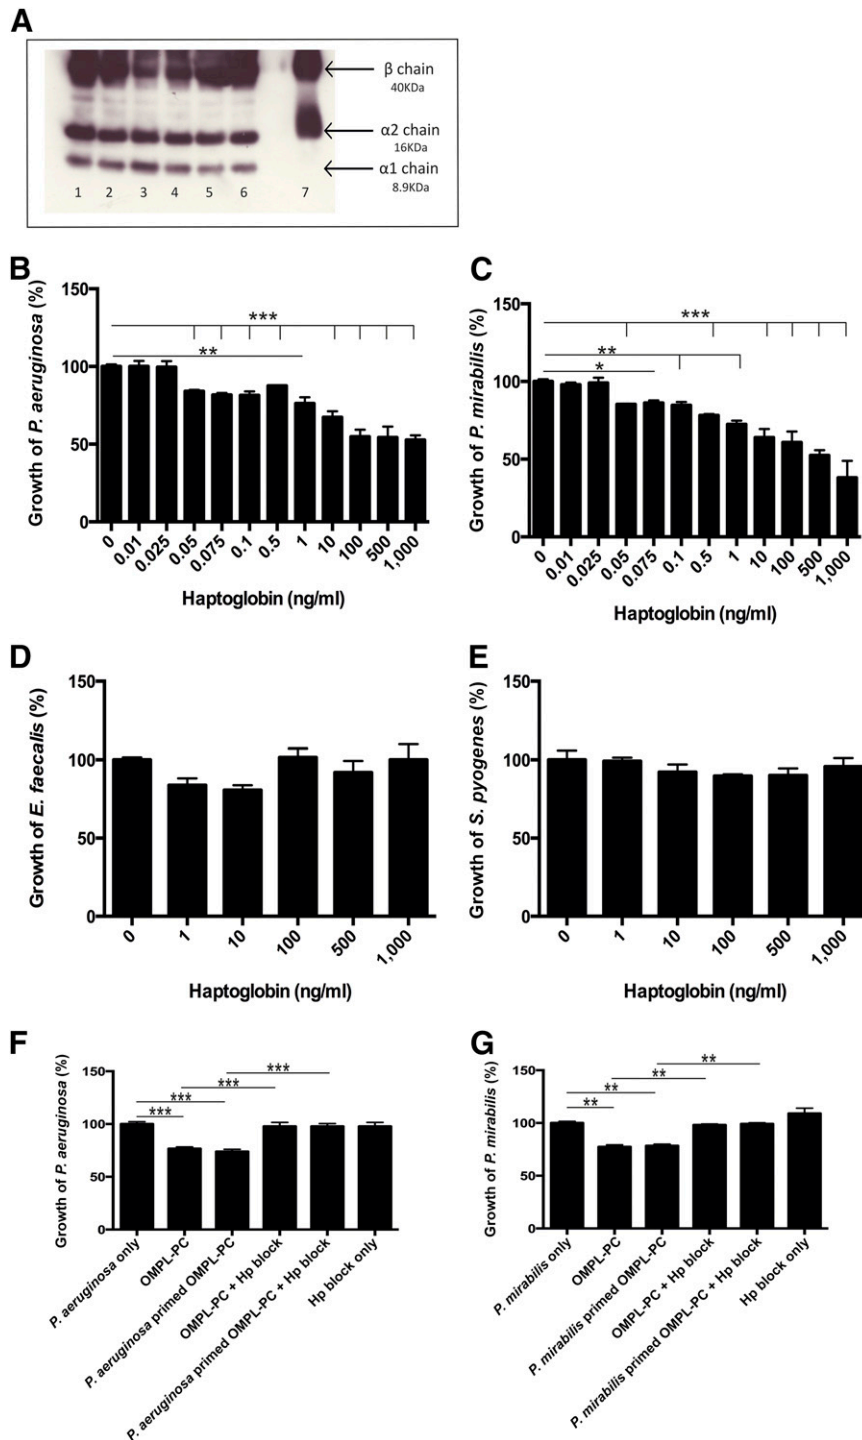 A
β chain
40KDa
α2 chain
16KDa
α1 chain
8.9KDa
1 2 3 4 5 6 7
B
Growth of P. aeruginosa (%)
150
100
50
0
***
**
0 0.01 0.025 0.05 0.075 0.1 0.5 1 10 100 500 1,000
Haptoglobin (ng/ml)
C
Growth of P. mirabilis (%)
150
100
50
0
***
**
*
0 0.01 0.025 0.05 0.075 0.1 0.5 1 10 100 500 1,000
Haptoglobin (ng/ml)
D
Growth of E. faecalis (%)
150
100
50
0
0 1 10 100 500 1,000
Haptoglobin (ng/ml)
E
Growth of S. pyogenes (%)
150
100
50
0
0 1 10 100 500 1,000
Haptoglobin (ng/ml)
F
Growth of P. aeruginosa (%)
150
100
50
0
***
***
***
***
P. aeruginosa only
OMPL-PC
P. aeruginosa primed OMPL-PC
OMPL-PC + Hp block
P. aeruginosa primed OMPL-PC + Hp block
Hp block only
G
Growth of P. mirabilis (%)
150
100
50
0
**
**
**
**
P. mirabilis only
OMPL-PC
P. mirabilis primed OMPL-PC
OMPL-PC + Hp block
P. mirabilis primed OMPL-PC + Hp block
Hp block only